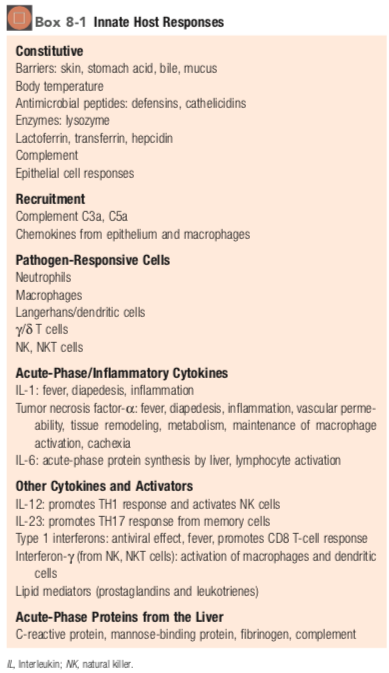 Box 8-1 Innate Host Responses
Constitutive
Barriers: skin, stomach acid, bile, mucus
Body temperature
Antimicrobial peptides: defensins, cathelicidins
Enzymes: lysozyme
Lactoferrin, transferrin, hepcidin
Complement
Epithelial cell responses
Recruitment
Complement C3a, C5a
Chemokines from epithelium and macrophages
Pathogen-Responsive Cells
Neutrophils
Macrophages
Langerhans/dendritic cells
γ/δ T cells
NK, NKT cells
Acute-Phase/Inflammatory Cytokines
IL-1: fever, diapedesis, inflammation
Tumor necrosis factor-α: fever, diapedesis, inflammation, vascular perme-
ability, tissue remodeling, metabolism, maintenance of macrophage
activation, cachexia
IL-6: acute-phase protein synthesis by liver, lymphocyte activation
Other Cytokines and Activators
IL-12: promotes TH1 response and activates NK cells
IL-23: promotes TH17 response from memory cells
Type 1 interferons: antiviral effect, fever, promotes CD8 T-cell response
Interferon-γ (from NK, NKT cells): activation of macrophages and dendritic
cells
Lipid mediators (prostaglandins and leukotrienes)
Acute-Phase Proteins from the Liver
C-reactive protein, mannose-binding protein, fibrinogen, complement
IL, Interleukin; NK, natural killer.